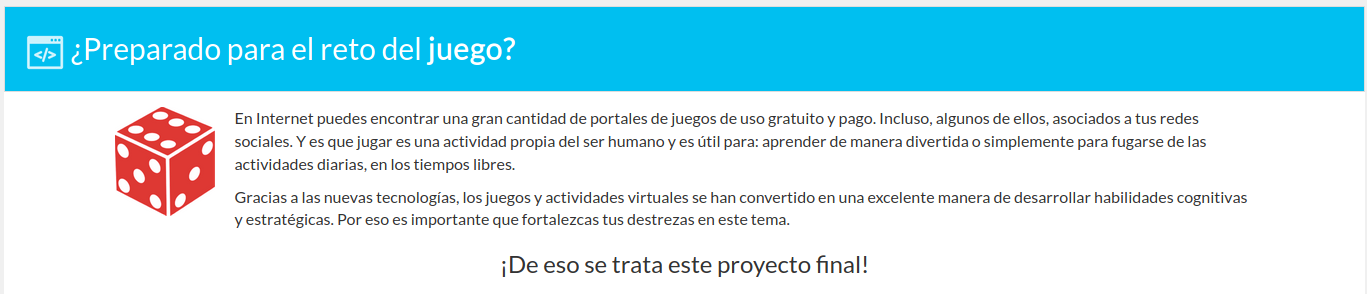 </> ¿Preparado para el reto del juego?
En Internet puedes encontrar una gran cantidad de portales de juegos de uso gratuito y pago. Incluso, algunos de ellos, asociados a tus redes
sociales. Y es que jugar es una actividad propia del ser humano y es útil para: aprender de manera divertida o simplemente para fugarse de las
actividades diarias, en los tiempos libres.
Gracias a las nuevas tecnologías, los juegos y actividades virtuales se han convertido en una excelente manera de desarrollar habilidades cognitivas
y estratégicas. Por eso es importante que fortalezcas tus destrezas en este tema.
¡De eso se trata este proyecto final!